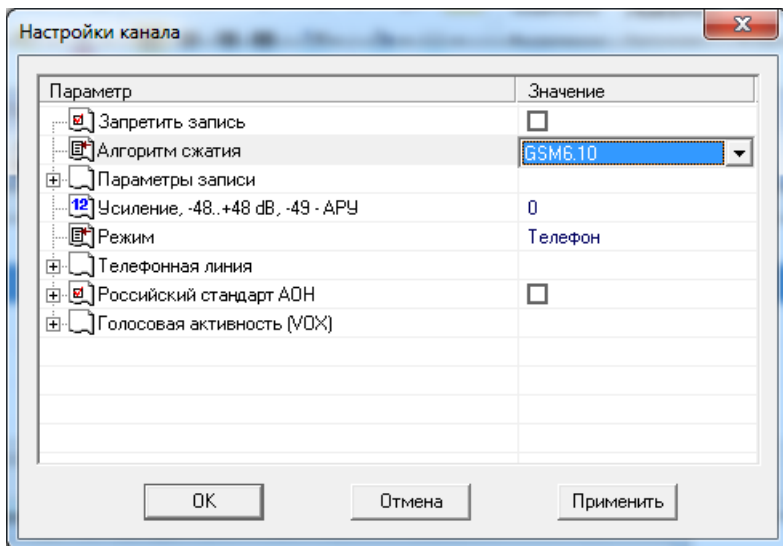 Настройки канала
Параметр Значение
Запретить запись
Алгоритм сжатия GSM6.10
Параметры записи
12 Усиление, -48..+48 dB, -49 - АРУ 0
Режим Телефон
Телефонная линия
Российский стандарт АОН
Голосовая активность (VOX)
OK Отмена Применить